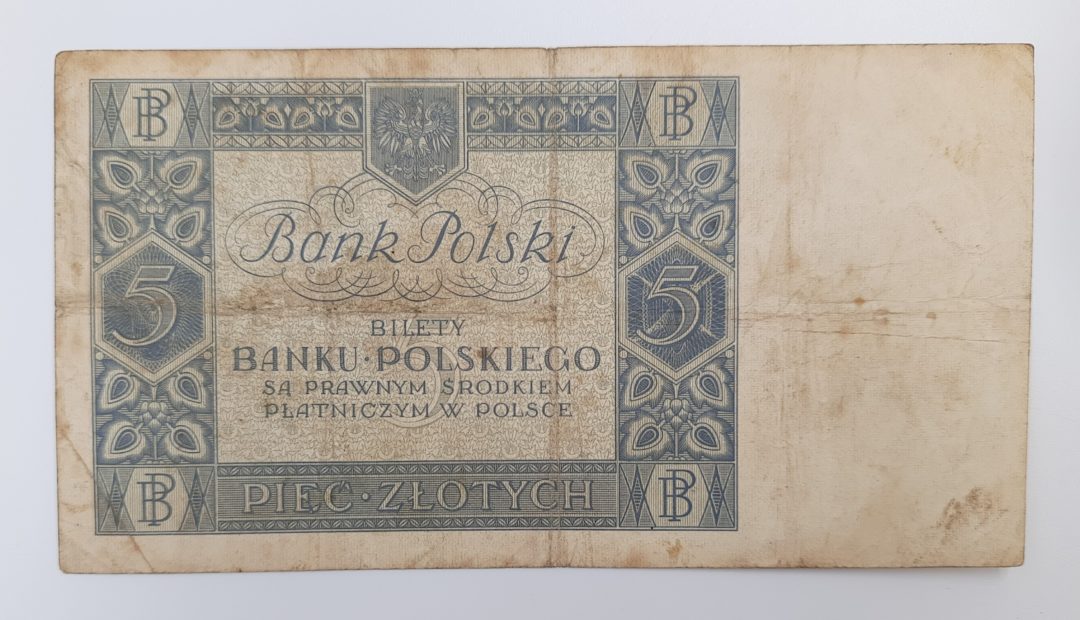 BP BP
Bank Polski
5 5
BILETY
BANKU·POLSKIEGO
SĄ PRAWNYM ŚRODKIEM
PŁATNICZYM W POLSCE
BP PIĘĆ·ZŁOTYCH BP